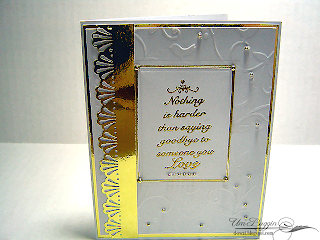 Nothing
is harder
than saying
goodbye to
someone you
Love